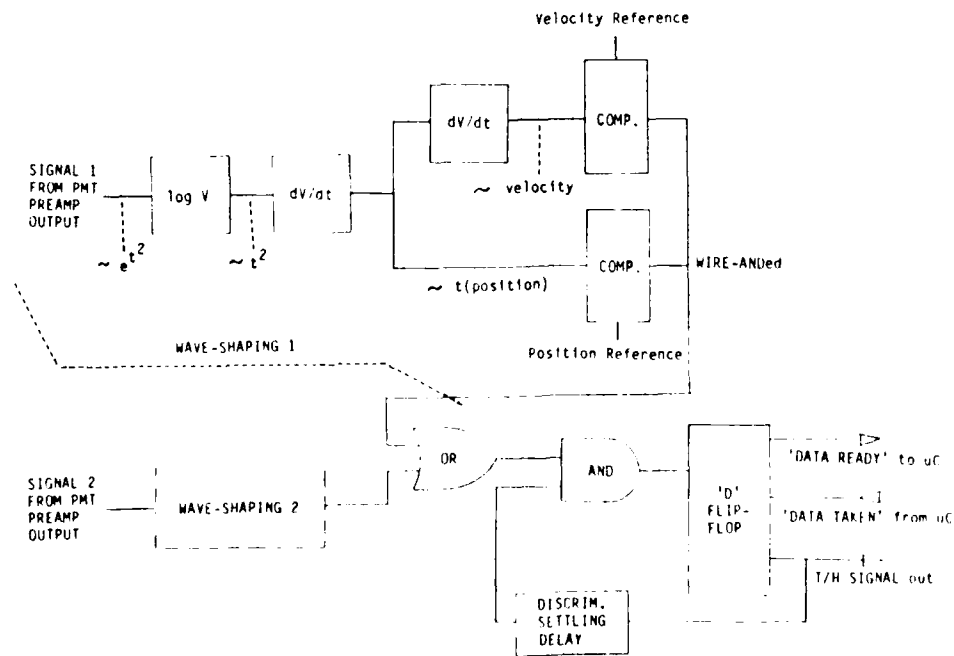 Velocity Reference
dV/dt
COMP.
SIGNAL 1
FROM PMT
PREAMP
OUTPUT
log V
dV/dt
~ velocity
~ e^t^2
~ t^2
~ t(position)
COMP.
WIRE-ANDed
WAVE-SHAPING 1
Position Reference
OR
AND
SIGNAL 2
FROM PMT
PREAMP
OUTPUT
WAVE-SHAPING 2
'D'
FLIP-
FLOP
'DATA READY' to uC
'DATA TAKEN' from uC
T/H SIGNAL out
DISCRIM.
SETTLING
DELAY